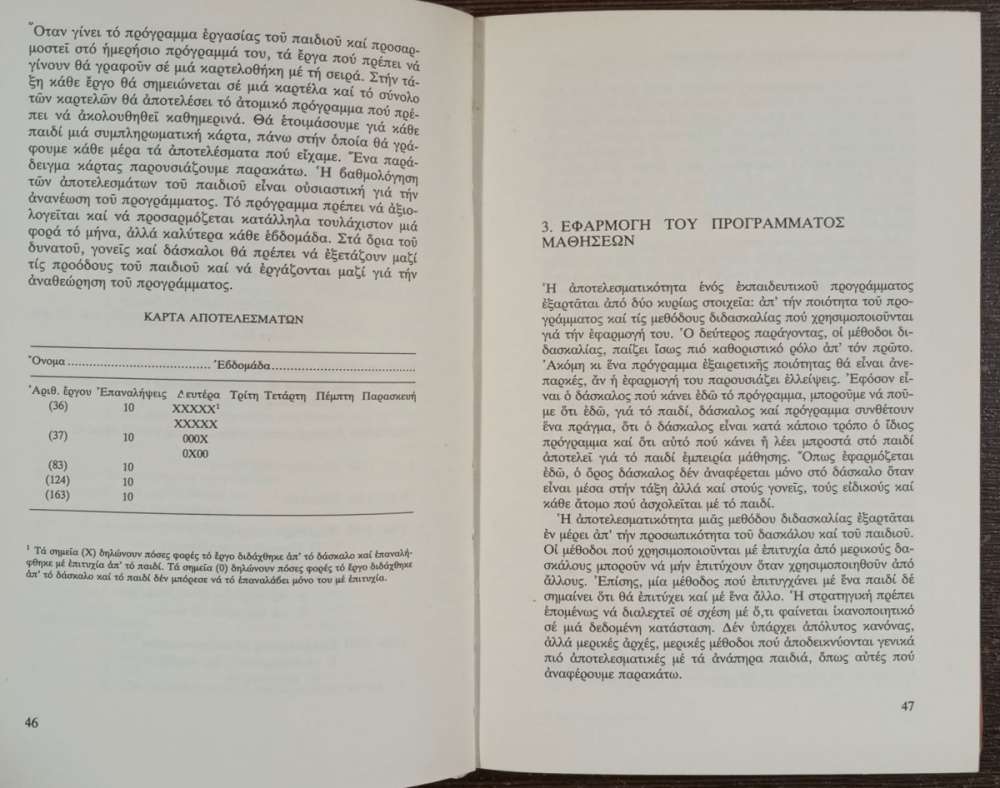 Ὅταν γίνει τό πρόγραμμα ἐργασίας τοῦ παιδιοῦ καί προσαρ-
μοστεῖ στό ἡμερήσιο πρόγραμμά του, τά ἔργα πού πρέπει νά
γίνουν θά γραφοῦν σέ μιά καρτελοθήκη μέ τή σειρά. Στήν τά-
ξη κάθε ἔργο θά σημειώνεται σέ μιά καρτέλα καί τό σύνολο
τῶν καρτελῶν θά ἀποτελέσει τό ἀτομικό πρόγραμμα πού πρέ-
πει νά ἀκολουθηθεῖ καθημερινά. Θά ἑτοιμάσουμε γιά κάθε
παιδί μιά συμπληρωματική κάρτα, πάνω στήν ὁποία θά γρά-
φουμε κάθε μέρα τά ἀποτελέσματα πού εἴχαμε. Ἕνα παρά-
δειγμα κάρτας παρουσιάζουμε παρακάτω. Ἡ βαθμολόγηση
τῶν ἀποτελεσμάτων τοῦ παιδιοῦ εἶναι οὐσιαστική γιά τήν
ἀνανέωση τοῦ προγράμματος. Τό πρόγραμμα πρέπει νά ἀξιο-
λογεῖται καί νά προσαρμόζεται κατάλληλα τουλάχιστον μιά
φορά τό μήνα, ἀλλά καλύτερα κάθε ἑβδομάδα. Στά ὅρια τοῦ
δυνατοῦ, γονεῖς καί δάσκαλοι θά πρέπει νά ἐξετάζουν μαζί
τίς προόδους τοῦ παιδιοῦ καί νά ἐργάζονται μαζί γιά τήν
ἀναθεώρηση τοῦ προγράμματος.
ΚΑΡΤΑ ΑΠΟΤΕΛΕΣΜΑΤΩΝ
Ὄνομα ...................................... Ἑβδομάδα......................................
Ἀριθ. ἔργου Ἐπαναλήψεις Δευτέρα Τρίτη Τετάρτη Πέμπτη Παρασκευή
(36) 10 ΧΧΧΧΧ¹
ΧΧΧΧΧ
(37) 10 000Χ
0Χ00
(83) 10
(124) 10
(163) 10
¹ Τά σημεία (Χ) δηλώνουν πόσες φορές τό ἔργο διδάχθηκε ἀπ' τό δάσκαλο καί ἐπαναλή-
φθηκε μέ ἐπιτυχία ἀπ' τό παιδί. Τά σημεία (0) δηλώνουν πόσες φορές τό ἔργο διδάχθηκε
ἀπ' τό δάσκαλο καί τό παιδί δέν μπόρεσε νά τό ἐπαναλάβει μόνο του μέ ἐπιτυχία.
46
3. ΕΦΑΡΜΟΓΗ ΤΟΥ ΠΡΟΓΡΑΜΜΑΤΟΣ
ΜΑΘΗΣΕΩΝ
Ἡ ἀποτελεσματικότητα ἑνός ἐκπαιδευτικοῦ προγράμματος
ἐξαρτᾶται ἀπό δύο κυρίως στοιχεῖα: ἀπ' τήν ποιότητα τοῦ προ-
γράμματος καί τίς μεθόδους διδασκαλίας πού χρησιμοποιοῦνται
γιά τήν ἐφαρμογή του. Ὁ δεύτερος παράγοντας, οἱ μέθοδοι δι-
δασκαλίας, παίζει ἴσως πιό καθοριστικό ρόλο ἀπ' τόν πρῶτο.
Ἀκόμη κι ἕνα πρόγραμμα ἐξαιρετικῆς ποιότητας θά εἶναι ἀνε-
παρκές, ἄν ἡ ἐφαρμογή του παρουσιάζει ἐλλείψεις. Ἐφόσον εἶ-
ναι ὁ δάσκαλος πού κάνει ἐδῶ τό πρόγραμμα, μποροῦμε νά ποῦ-
με ὅτι ἐδῶ, γιά τό παιδί, δάσκαλος καί πρόγραμμα συνθέτουν
ἕνα πράγμα, ὅτι ὁ δάσκαλος εἶναι κατά κάποιο τρόπο ὁ ἴδιος
πρόγραμμα καί ὅτι αὐτό πού κάνει ἤ λέει μπροστά στό παιδί
ἀποτελεῖ γιά τό παιδί ἐμπειρία μάθησης. Ὅπως ἐφαρμόζεται
ἐδῶ, ὁ ὅρος δάσκαλος δέν ἀναφέρεται μόνο στό δάσκαλο ὅταν
εἶναι μέσα στήν τάξη ἀλλά καί στούς γονεῖς, τούς εἰδικούς καί
κάθε ἄτομο πού ἀσχολεῖται μέ τό παιδί.
Ἡ ἀποτελεσματικότητα μιᾶς μεθόδου διδασκαλίας ἐξαρτᾶται
ἐν μέρει ἀπ' τήν προσωπικότητα τοῦ δασκάλου καί τοῦ παιδιοῦ.
Οἱ μέθοδοι πού χρησιμοποιοῦνται μέ ἐπιτυχία ἀπό μερικούς δα-
σκάλους μποροῦν νά μήν ἐπιτύχουν ὅταν χρησιμοποιηθοῦν ἀπό
ἄλλους. Ἐπίσης, μία μέθοδος πού ἐπιτυγχάνει μέ ἕνα παιδί δέ
σημαίνει ὅτι θά ἐπιτύχει καί μέ ἕνα ἄλλο. Ἡ στρατηγική πρέπει
ἑπομένως νά διαλεχτεῖ σέ σχέση μέ ὅ,τι φαίνεται ἱκανοποιητικό
σέ μιά δεδομένη κατάσταση. Δέν ὑπάρχει ἀπόλυτος κανόνας,
ἀλλά μερικές ἀρχές, μερικές μέθοδοι πού ἀποδεικνύονται γενικά
πιό ἀποτελεσματικές μέ τά ἀνάπηρα παιδιά, ὅπως αὐτές πού
ἀναφέρουμε παρακάτω.
47